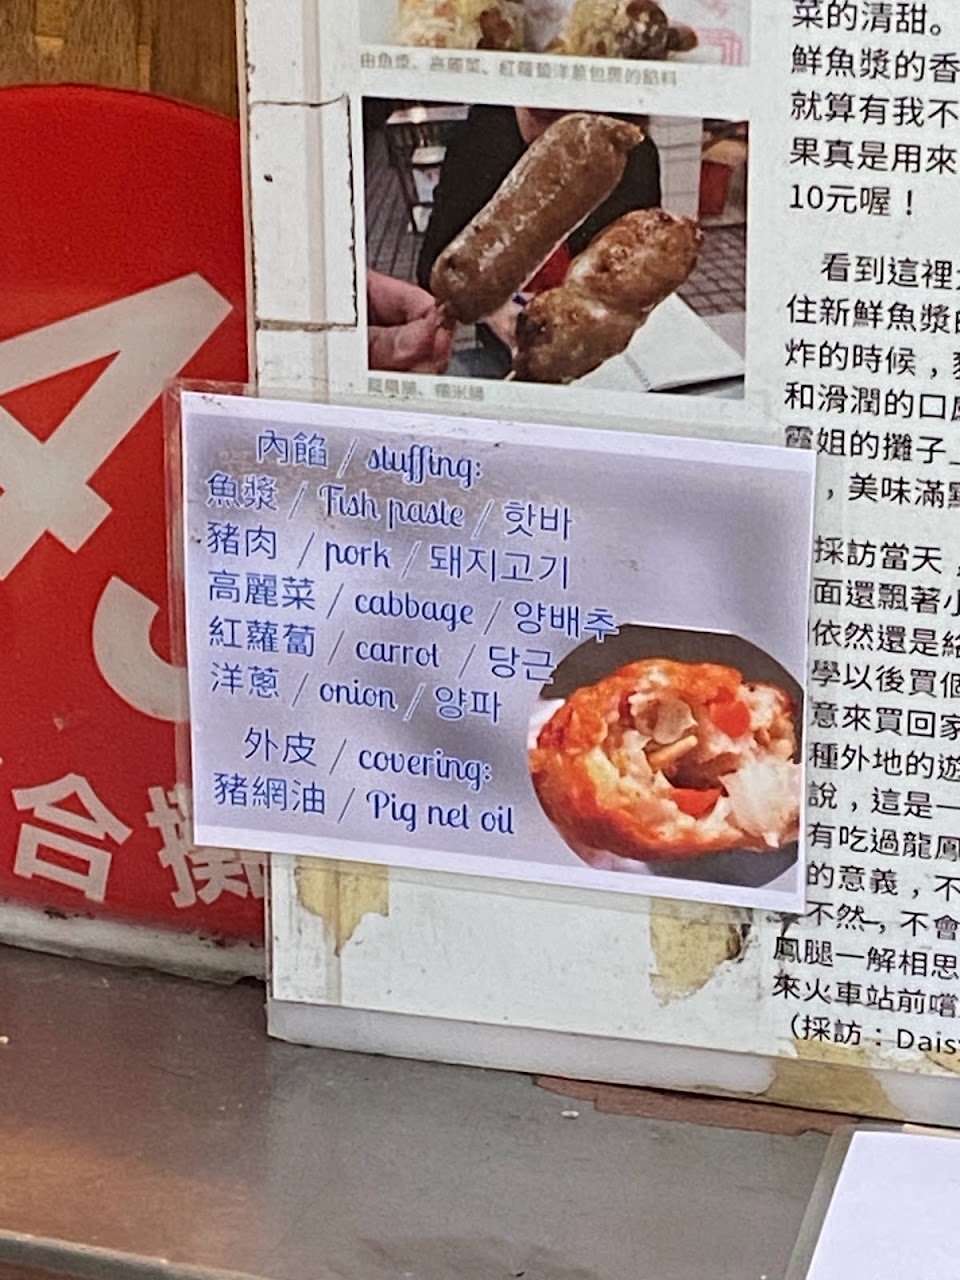 由魚漿、高麗菜、紅蘿蔔洋蔥包裹的餡料
糯米腸
內餡 / stuffing:
魚漿 / Fish paste / 핫바
豬肉 / pork / 돼지고기
高麗菜 / cabbage / 양배추
紅蘿蔔 / carrot / 당근
洋蔥 / onion / 양파
外皮 / covering:
豬網油 / Pig net oil
菜的清甜。
鮮魚漿的香
就算有我不
果真是用來
10元喔！
看到這裡
住新鮮魚漿
炸的時候，
和滑潤的口
姐的攤子
，美味滿
採訪當天，
面還飄著小
依然還是給
學以後買個
意來買回家
種外地的遊
說，這是一
有吃過龍鳳
的意義，不
不然，不會
鳳腿一解相思
來火車站前嚐
（採訪：Dais
4
台 攤